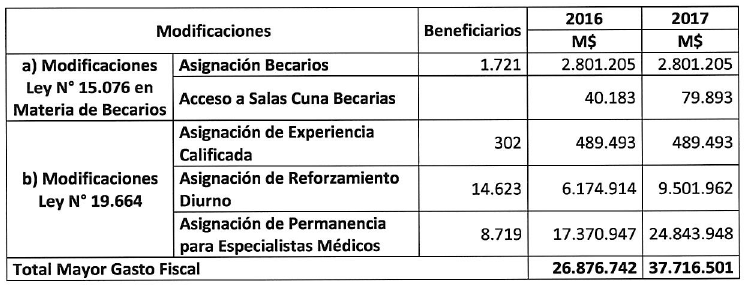 Modificaciones Beneficiarios 2016 2017
M$ M$
a) Modificaciones
Ley N° 15.076 en
Materia de Becarios
Asignación Becarios 1.721 2.801.205 2.801.205
Acceso a Salas Cuna Becarias 40.183 79.893
b) Modificaciones
Ley N° 19.664
Asignación de Experiencia
Calificada 302 489.493 489.493
Asignación de Reforzamiento
Diurno 14.623 6.174.914 9.501.962
Asignación de Permanencia
para Especialistas Médicos 8.719 17.370.947 24.843.948
Total Mayor Gasto Fiscal 26.876.742 37.716.501